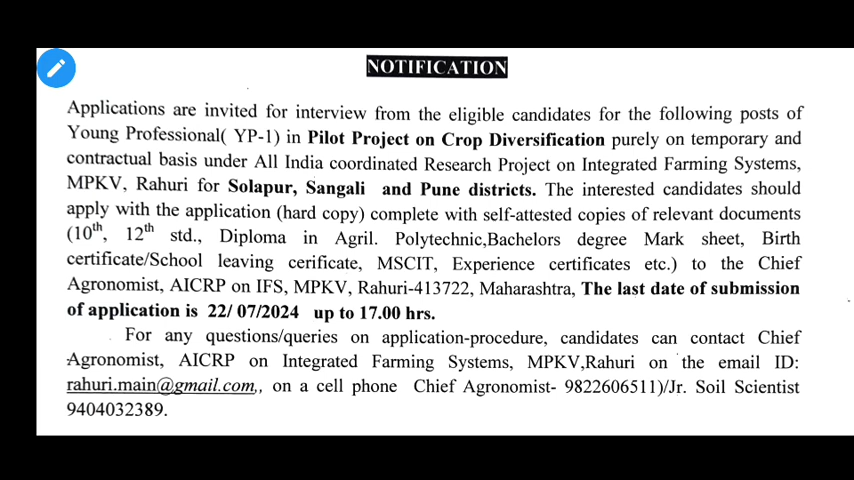 NOTIFICATION
Applications are invited for interview from the eligible candidates for the following posts of
Young Professional( YP-1) in Pilot Project on Crop Diversification purely on temporary and
contractual basis under All India coordinated Research Project on Integrated Farming Systems,
MPKV, Rahuri for Solapur, Sangali and Pune districts. The interested candidates should
apply with the application (hard copy) complete with self-attested copies of relevant documents
(10th, 12th std., Diploma in Agril. Polytechnic,Bachelors degree Mark sheet, Birth
certificate/School leaving cerificate, MSCIT, Experience certificates etc.) to the Chief
Agronomist, AICRP on IFS, MPKV, Rahuri-413722, Maharashtra, The last date of submission
of application is 22/ 07/2024 up to 17.00 hrs.
For any questions/queries on application-procedure, candidates can contact Chief
Agronomist, AICRP on Integrated Farming Systems, MPKV,Rahuri on the email ID:
rahuri.main@gmail.com,, on a cell phone Chief Agronomist- 9822606511)/Jr. Soil Scientist
9404032389.